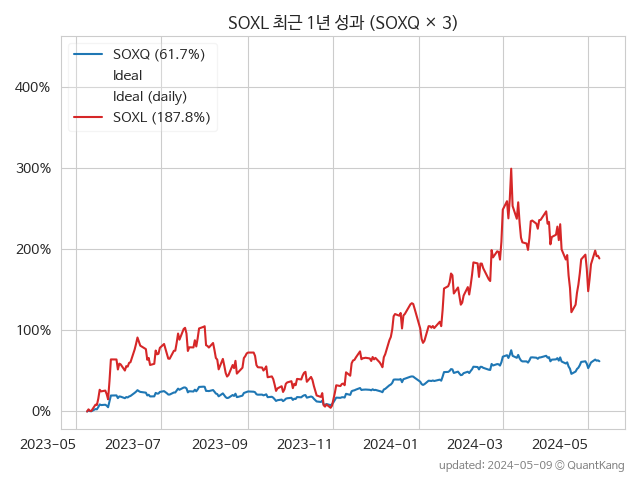 SOXL 최근 1년 성과 (SOXQ × 3)
SOXQ (61.7%)
Ideal
Ideal (daily)
SOXL (187.8%)
400%
300%
200%
100%
0%
2023-05 2023-07 2023-09 2023-11 2024-01 2024-03 2024-05
updated: 2024-05-09 © QuantKang